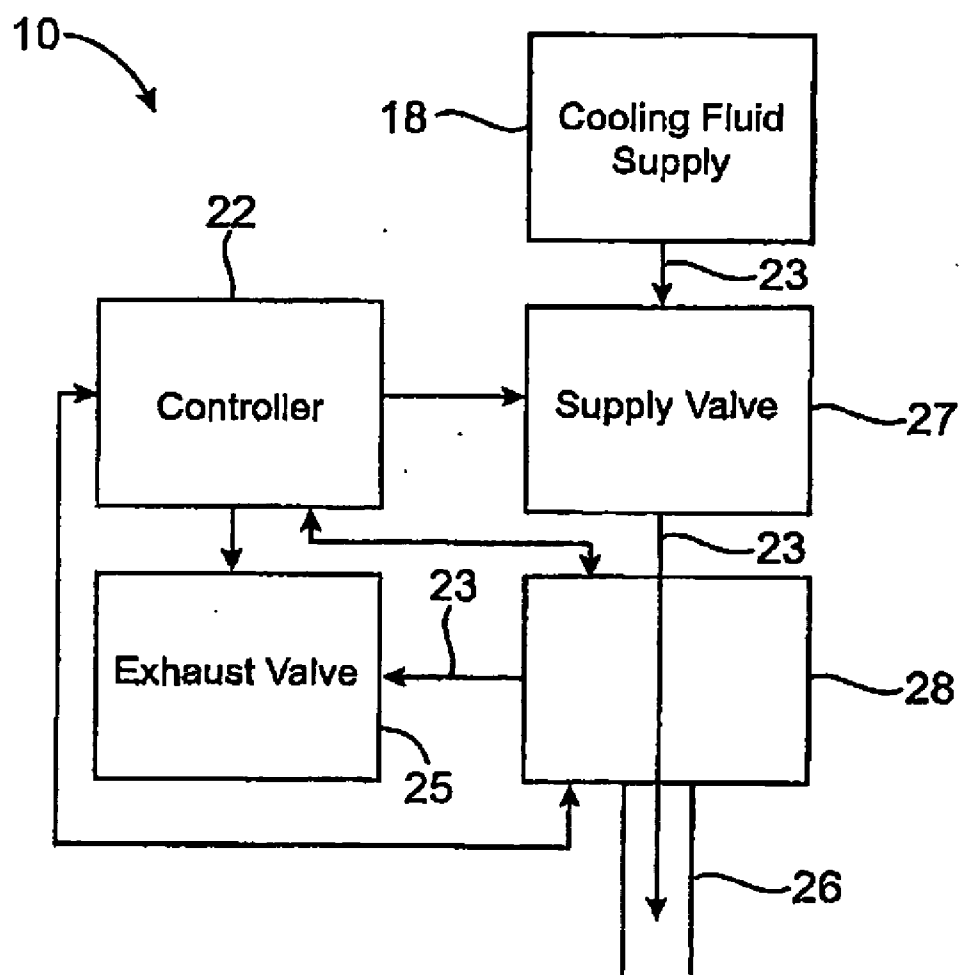 10
18
Cooling Fluid
Supply
22
23
Controller
Supply Valve
27
23
23
Exhaust Valve
28
25
26